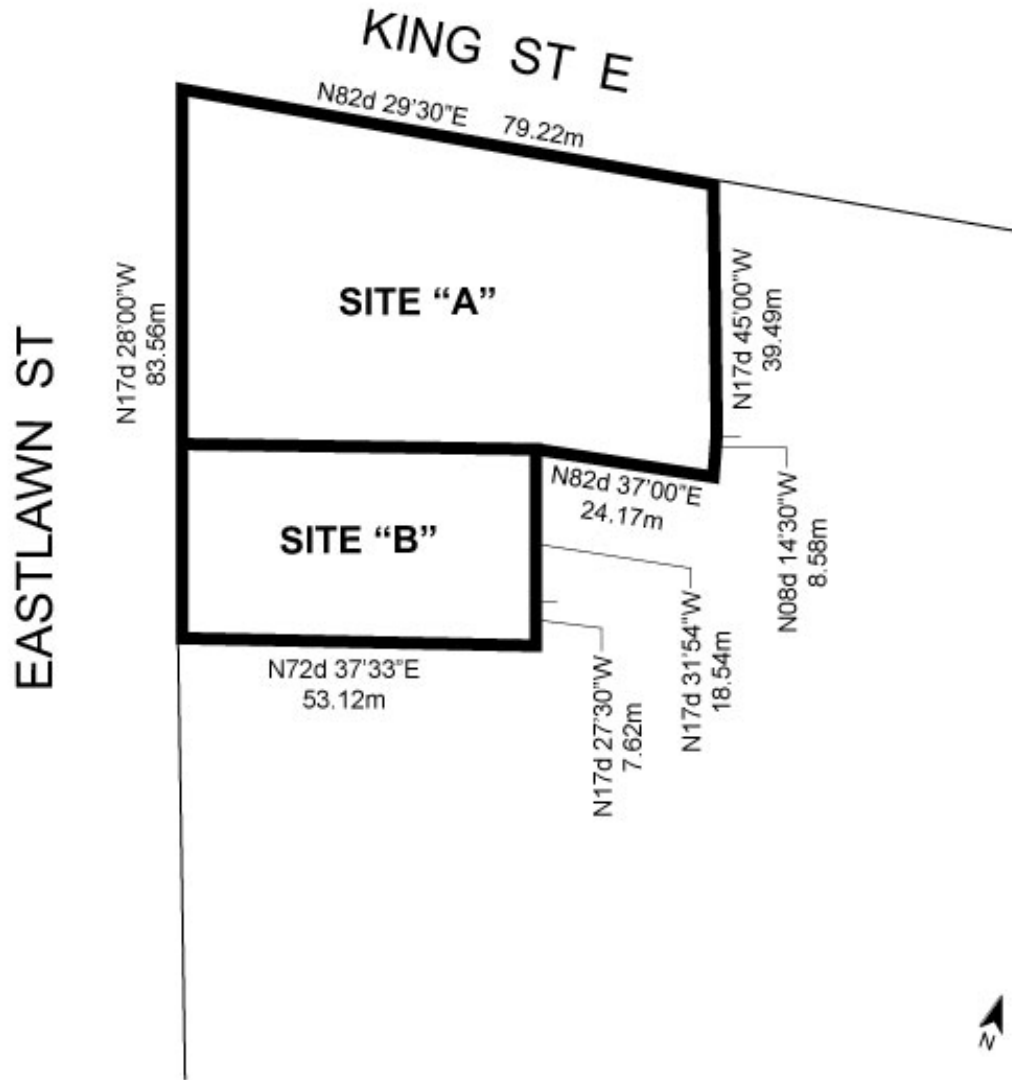 KING ST E
N82d 29'30"E 79.22m
SITE “A”
N17d 28'00"W
83.56m
N17d 45'00"W
39.49m
EASTLAWN ST
N82d 37'00"E
24.17m
N08d 14'30"W
8.58m
SITE “B”
N17d 31'54"W
18.54m
N72d 37'33"E
53.12m
N17d 27'30"W
7.62m
N